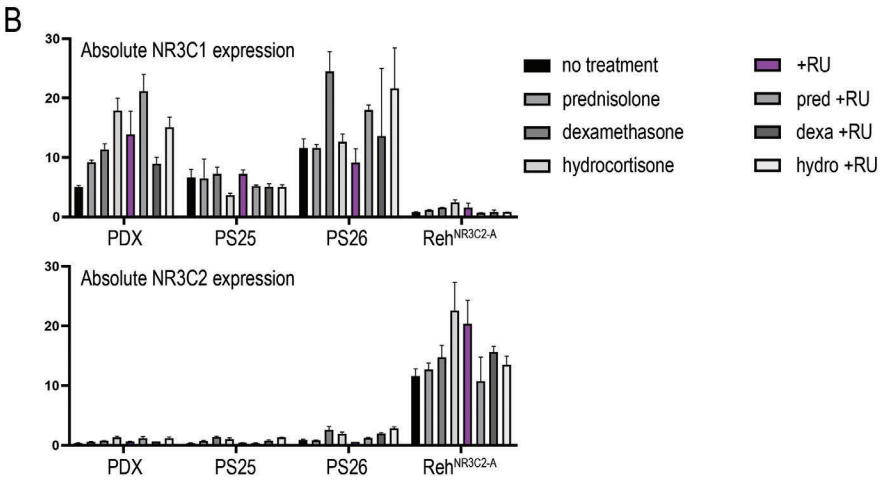 B
Absolute NR3C1 expression
30
20
10
0
PDX
PS25
PS26
Reh^NR3C2-A
no treatment
prednisolone
dexamethasone
hydrocortisone
+RU
pred +RU
dexa +RU
hydro +RU
Absolute NR3C2 expression
30
20
10
0
PDX
PS25
PS26
Reh^NR3C2-A